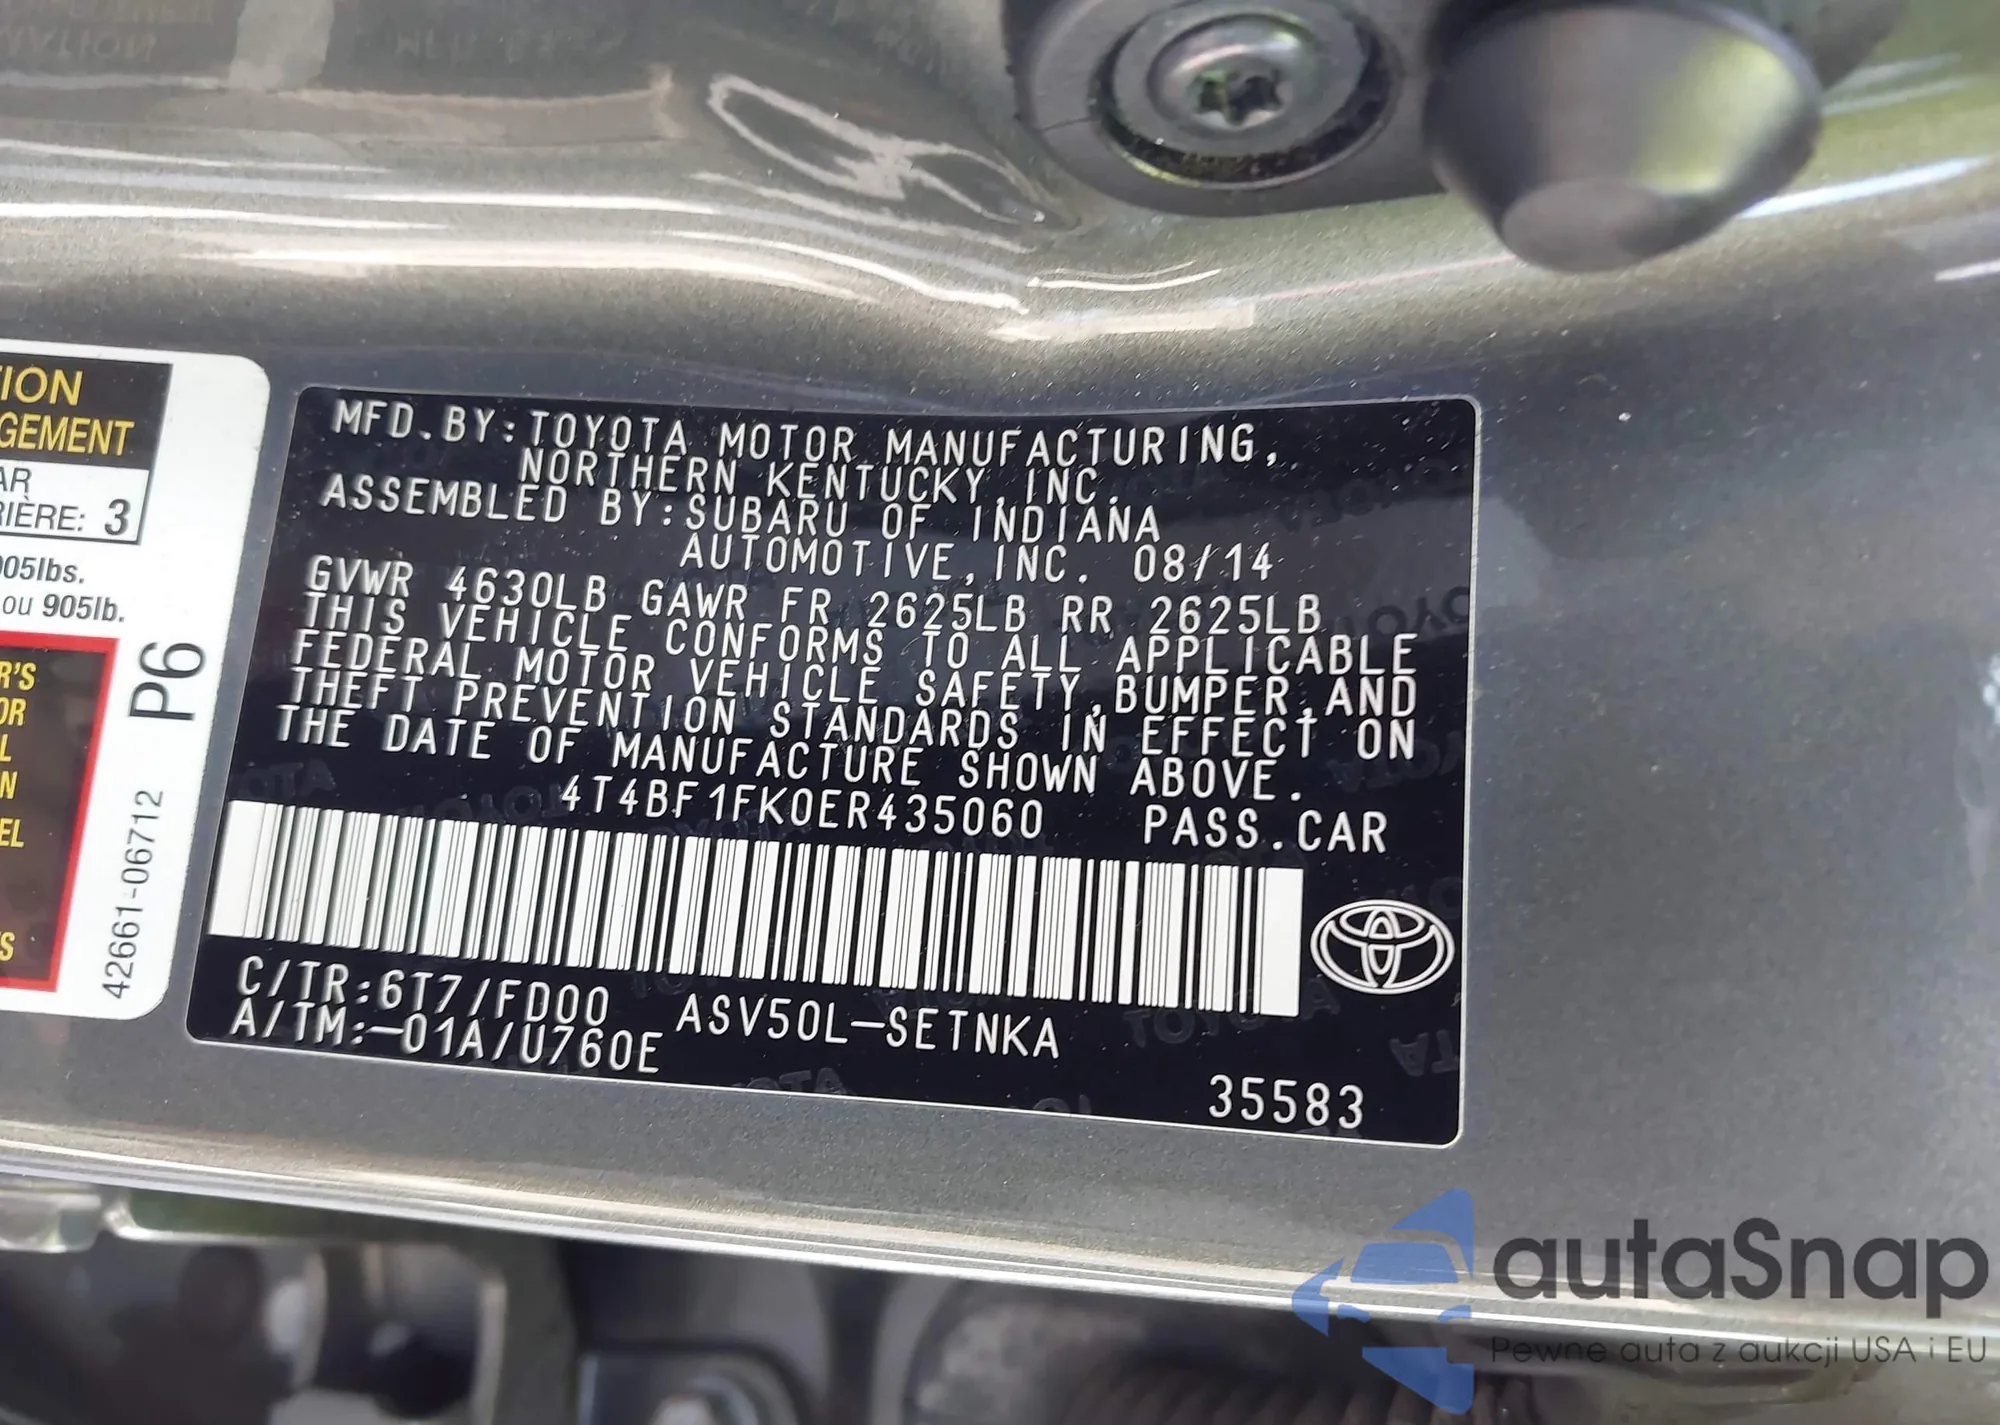 TION
GEMENT
AR
RIÈRE: 3
905lbs.
ou 905lb.
R'S
OR
L
N
EL
S
P6
42661-06712
MFD.BY:TOYOTA MOTOR MANUFACTURING,
NORTHERN KENTUCKY,INC.
ASSEMBLED BY:SUBARU OF INDIANA
AUTOMOTIVE,INC. 08/14
GVWR 4630LB GAWR FR 2625LB RR 2625LB
THIS VEHICLE CONFORMS TO ALL APPLICABLE
FEDERAL MOTOR VEHICLE SAFETY,BUMPER,AND
THEFT PREVENTION STANDARDS IN EFFECT ON
THE DATE OF MANUFACTURE SHOWN ABOVE.
4T4BF1FK0ER435060 PASS.CAR
C/TR:6T7/FD00 ASV50L-SETNKA
A/TM:-01A/U760E
35583
autaSnap
Pewne auta z aukcji USA i EU